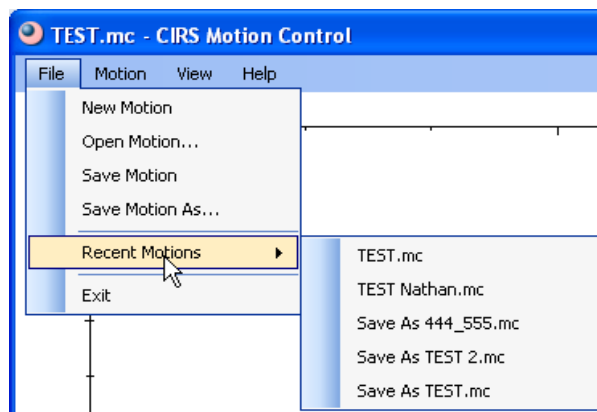 TEST.mc - CIRS Motion Control
File Motion View Help
New Motion
Open Motion...
Save Motion
Save Motion As...
Recent Motions
Exit
TEST.mc
TEST Nathan.mc
Save As 444_555.mc
Save As TEST 2.mc
Save As TEST.mc